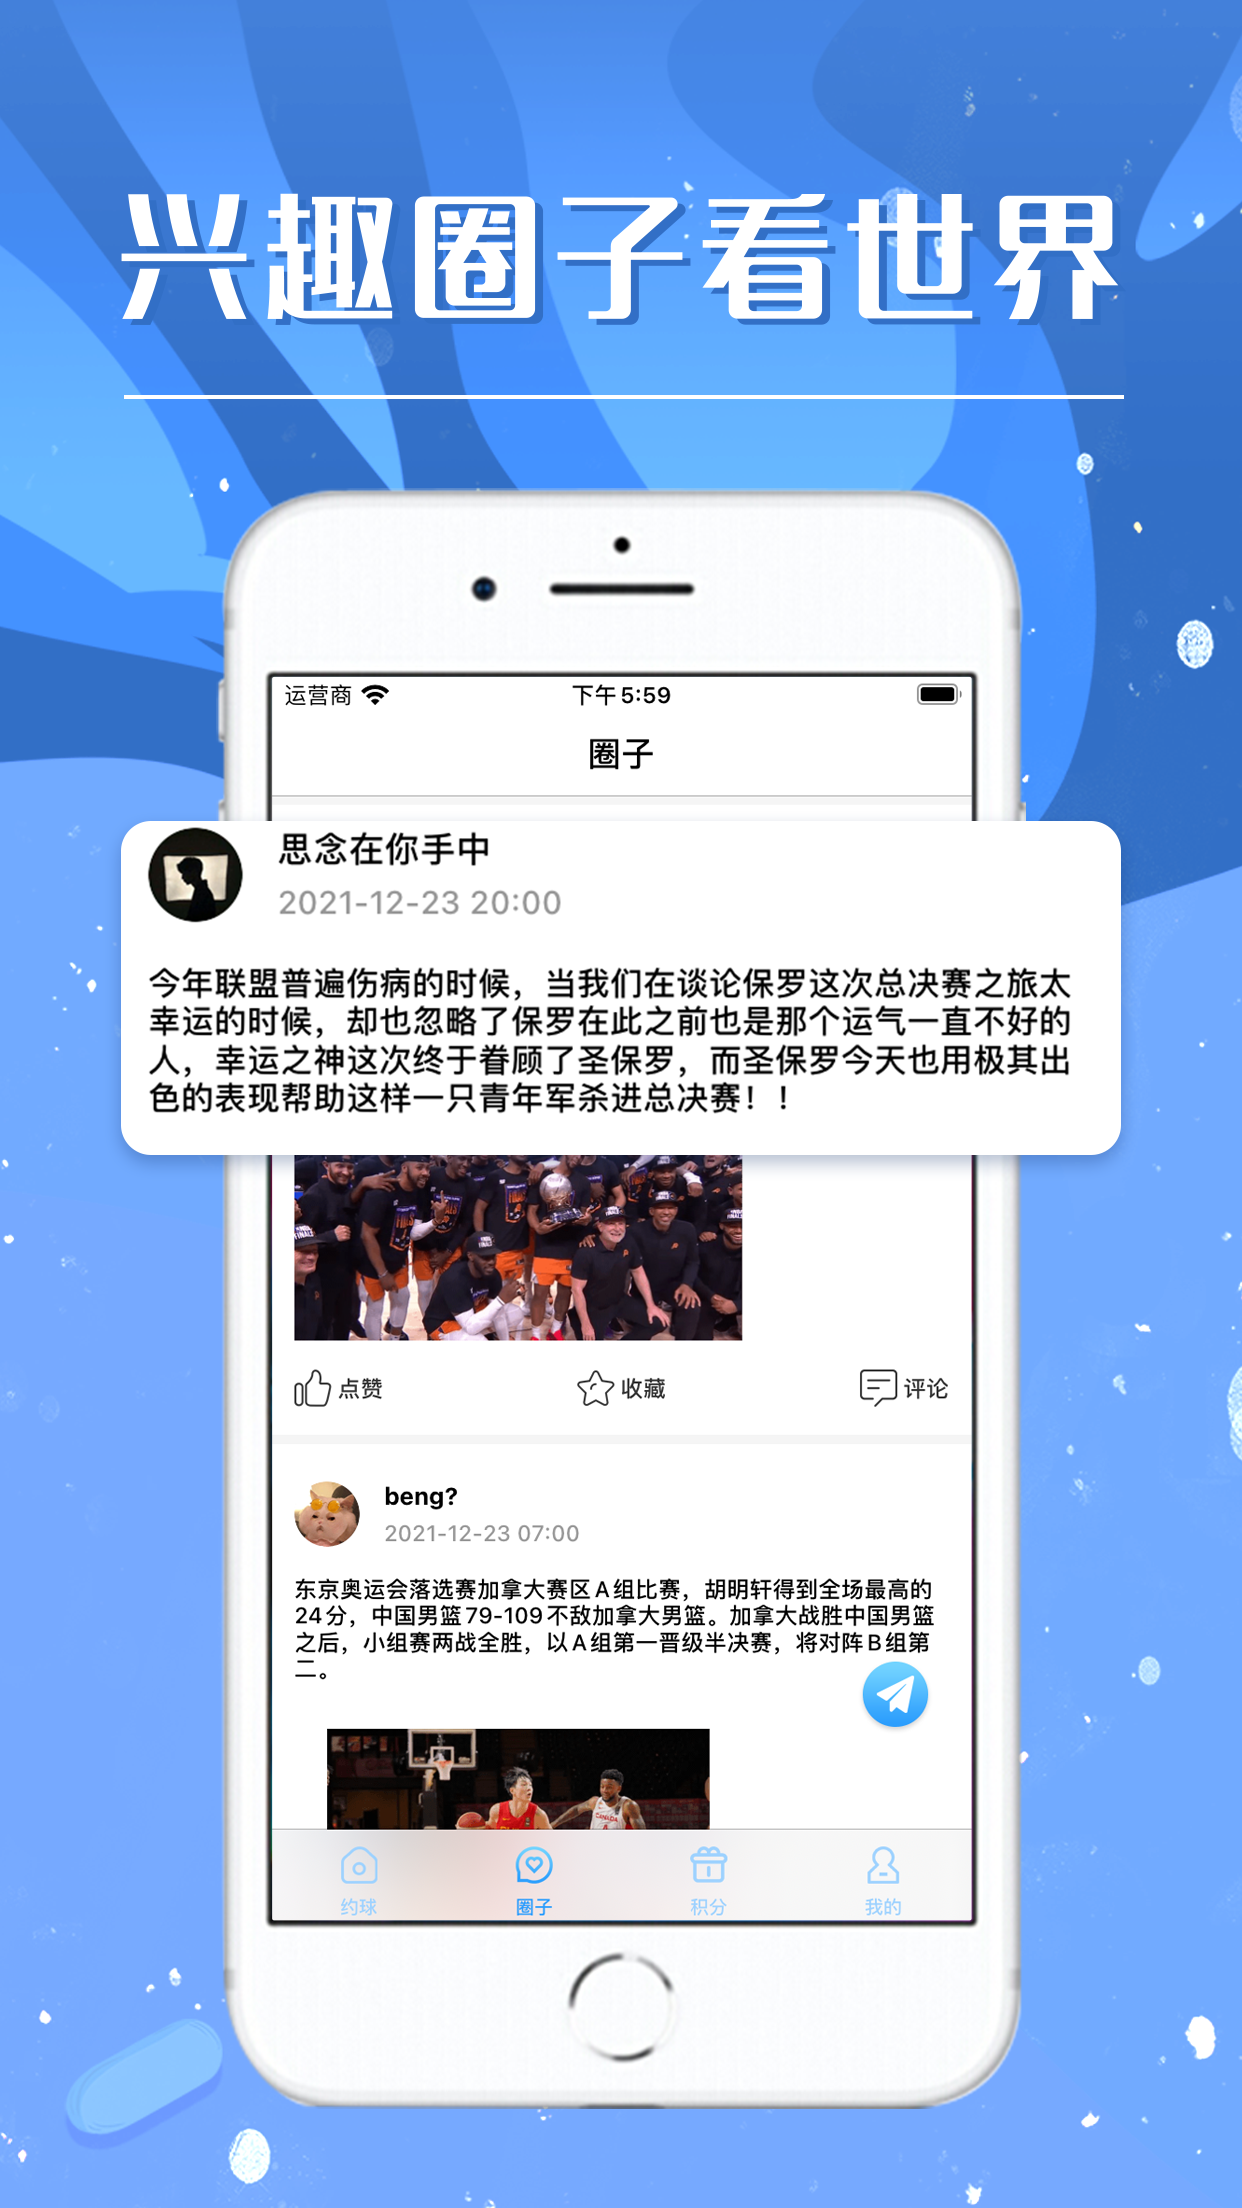 兴趣圈子看世界
运营商 下午5:59
圈子
思念在你手中
2021-12-23 20:00
今年联盟普遍伤病的时候，当我们在谈论保罗这次总决赛之旅太
幸运的时候，却也忽略了保罗在此之前也是那个运气一直不好的
人，幸运之神这次终于眷顾了圣保罗，而圣保罗今天也用极其出
色的表现帮助这样一只青年军杀进总决赛！！
点赞 收藏 评论
beng?
2021-12-23 07:00
东京奥运会落选赛加拿大赛区A组比赛，胡明轩得到全场最高的
24分，中国男篮79-109不敌加拿大男篮。加拿大战胜中国男篮
之后，小组赛两战全胜，以A组第一晋级半决赛，将对阵B组第
二。
CANADA
约球 圈子 积分 我的